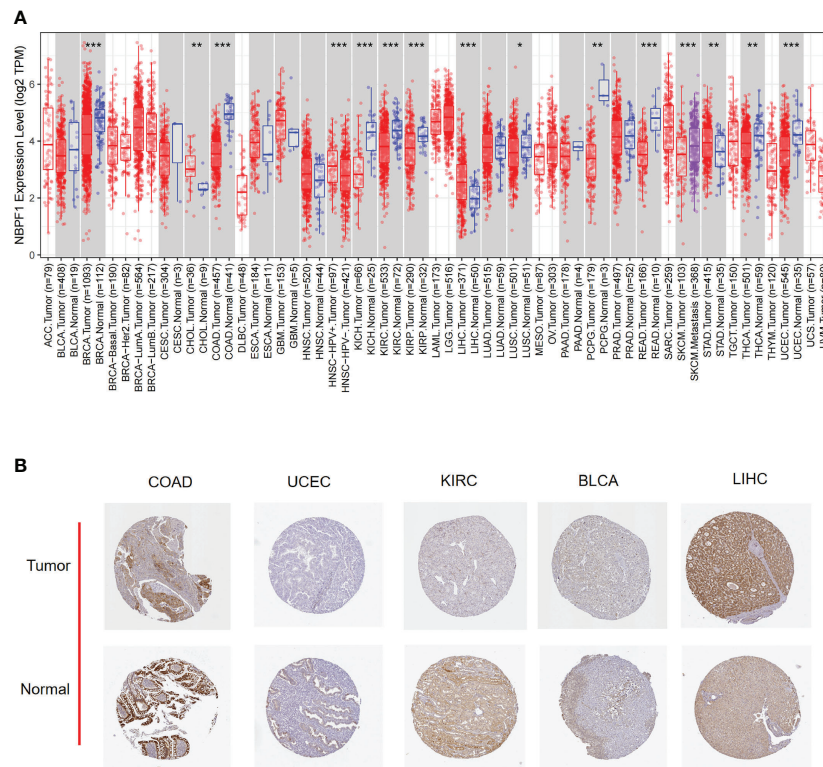 A
*** ** *** *** *** *** *** *** * ** *** *** ** ** ***
NBPF1 Expression Level (log2 TPM)
6
4
2
0
ACC.Tumor (n=79)
BLCA.Tumor (n=408)
BLCA.Normal (n=19)
BRCA.Tumor (n=1093)
BRCA.Normal (n=112)
BRCA−Basal.Tumor (n=190)
BRCA−Her2.Tumor (n=82)
BRCA−LumA.Tumor (n=564)
BRCA−LumB.Tumor (n=217)
CESC.Tumor (n=304)
CESC.Normal (n=3)
CHOL.Tumor (n=36)
CHOL.Normal (n=9)
COAD.Tumor (n=457)
COAD.Normal (n=41)
DLBC.Tumor (n=48)
ESCA.Tumor (n=184)
ESCA.Normal (n=11)
GBM.Tumor (n=153)
GBM.Normal (n=5)
HNSC.Tumor (n=520)
HNSC.Normal (n=44)
HNSC−HPV+.Tumor (n=97)
HNSC−HPV−.Tumor (n=421)
KICH.Tumor (n=66)
KICH.Normal (n=25)
KIRC.Tumor (n=533)
KIRC.Normal (n=72)
KIRP.Tumor (n=290)
KIRP.Normal (n=32)
LAML.Tumor (n=173)
LGG.Tumor (n=516)
LIHC.Tumor (n=371)
LIHC.Normal (n=50)
LUAD.Tumor (n=515)
LUAD.Normal (n=59)
LUSC.Tumor (n=501)
LUSC.Normal (n=51)
MESO.Tumor (n=87)
OV.Tumor (n=303)
PAAD.Tumor (n=178)
PAAD.Normal (n=4)
PCPG.Tumor (n=179)
PCPG.Normal (n=3)
PRAD.Tumor (n=497)
PRAD.Normal (n=52)
READ.Tumor (n=166)
READ.Normal (n=10)
SARC.Tumor (n=259)
SKCM.Tumor (n=103)
SKCM.Metastasis (n=368)
STAD.Tumor (n=415)
STAD.Normal (n=35)
TGCT.Tumor (n=150)
THCA.Tumor (n=501)
THCA.Normal (n=59)
THYM.Tumor (n=120)
UCEC.Tumor (n=545)
UCEC.Normal (n=35)
UCS.Tumor (n=57)
B
COAD UCEC KIRC BLCA LIHC
Tumor
Normal